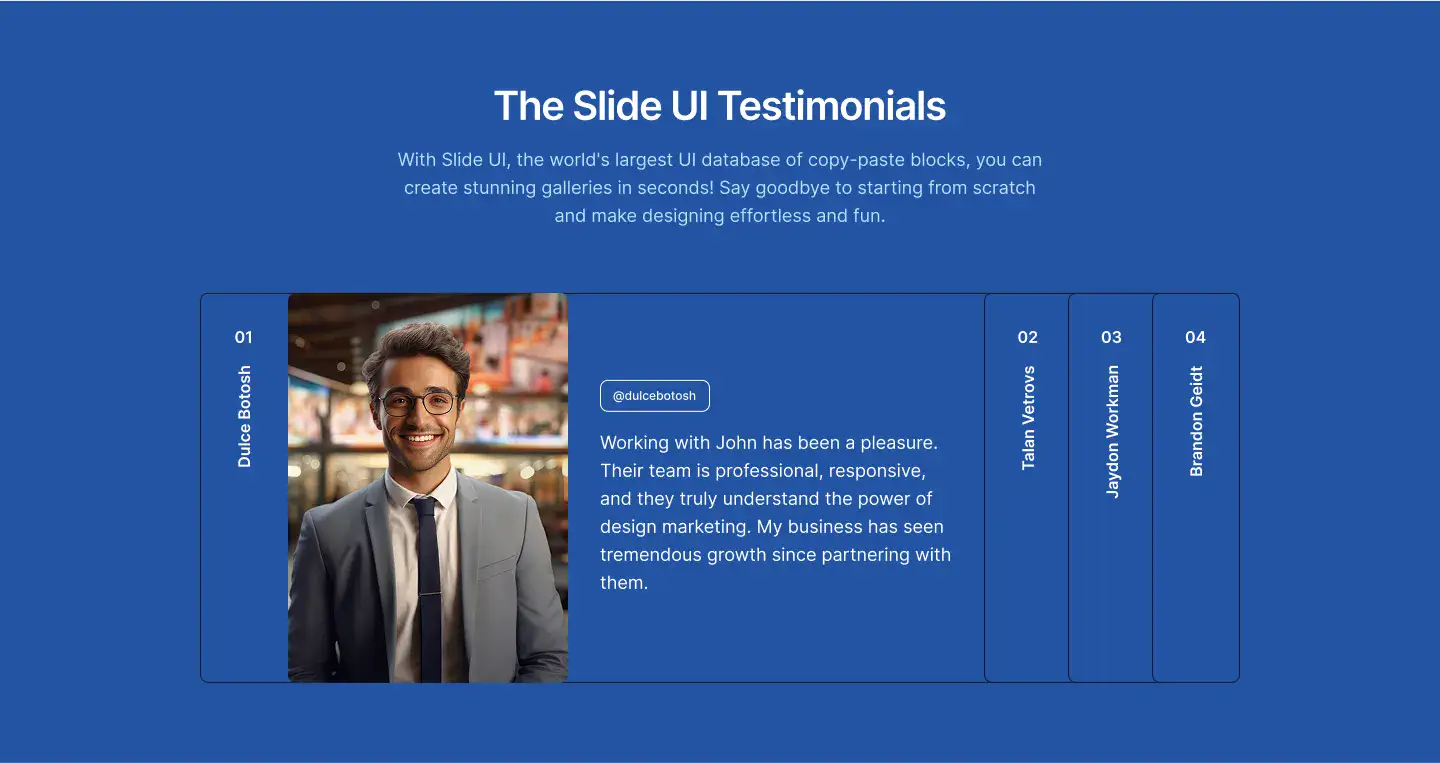 The Slide UI Testimonials
With Slide UI, the world's largest UI database of copy-paste blocks, you can
create stunning galleries in seconds! Say goodbye to starting from scratch
and make designing effortless and fun.
01
Dulce Botosh
@dulcebotosh
Working with John has been a pleasure.
Their team is professional, responsive,
and they truly understand the power of
design marketing. My business has seen
tremendous growth since partnering with
them.
02
Talan Vetrovs
03
Jaydon Workman
04
Brandon Geidt